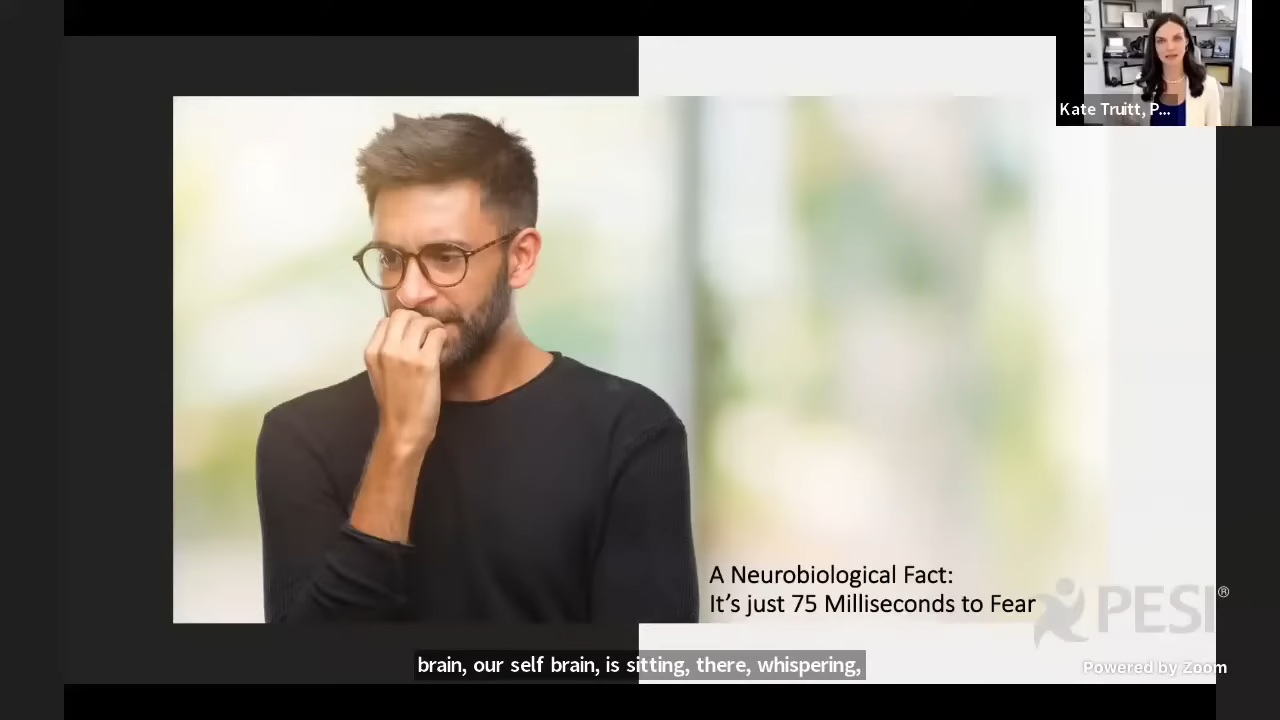 Kate Truitt, P...
A Neurobiological Fact:
It’s just 75 Milliseconds to Fear
PESI®
brain, our self brain, is sitting, there, whispering,
Powered by Zoom